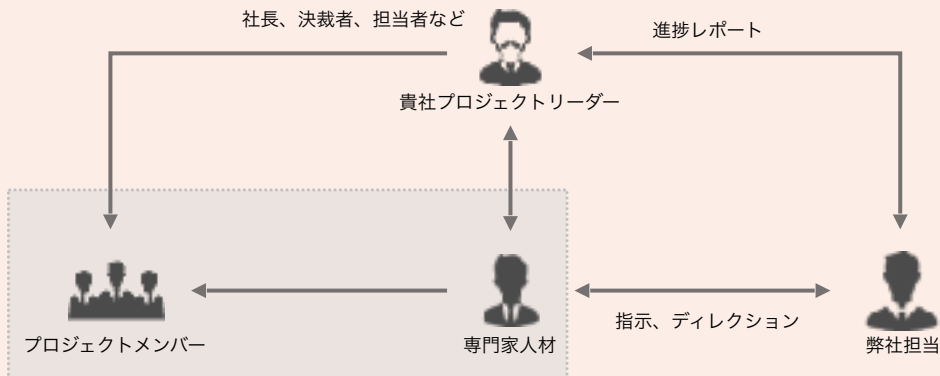 社長、決裁者、担当者など
進捗レポート
貴社プロジェクトリーダー
指示、ディレクション
プロジェクトメンバー
専門家人材
弊社担当